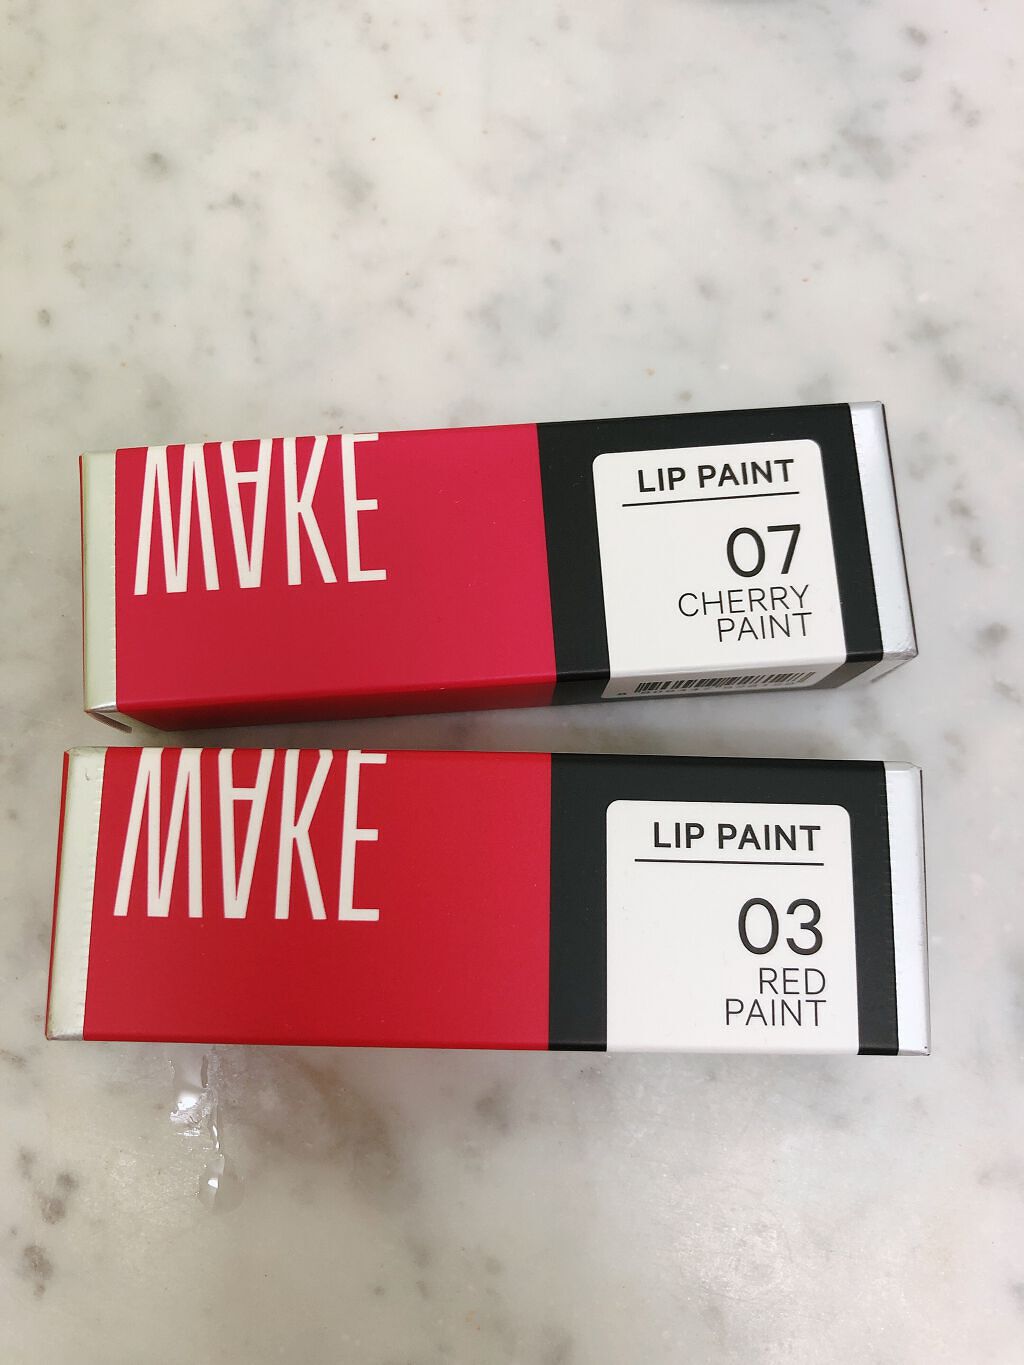 MAKE
LIP PAINT
07
CHERRY
PAINT
MAKE
LIP PAINT
03
RED
PAINT